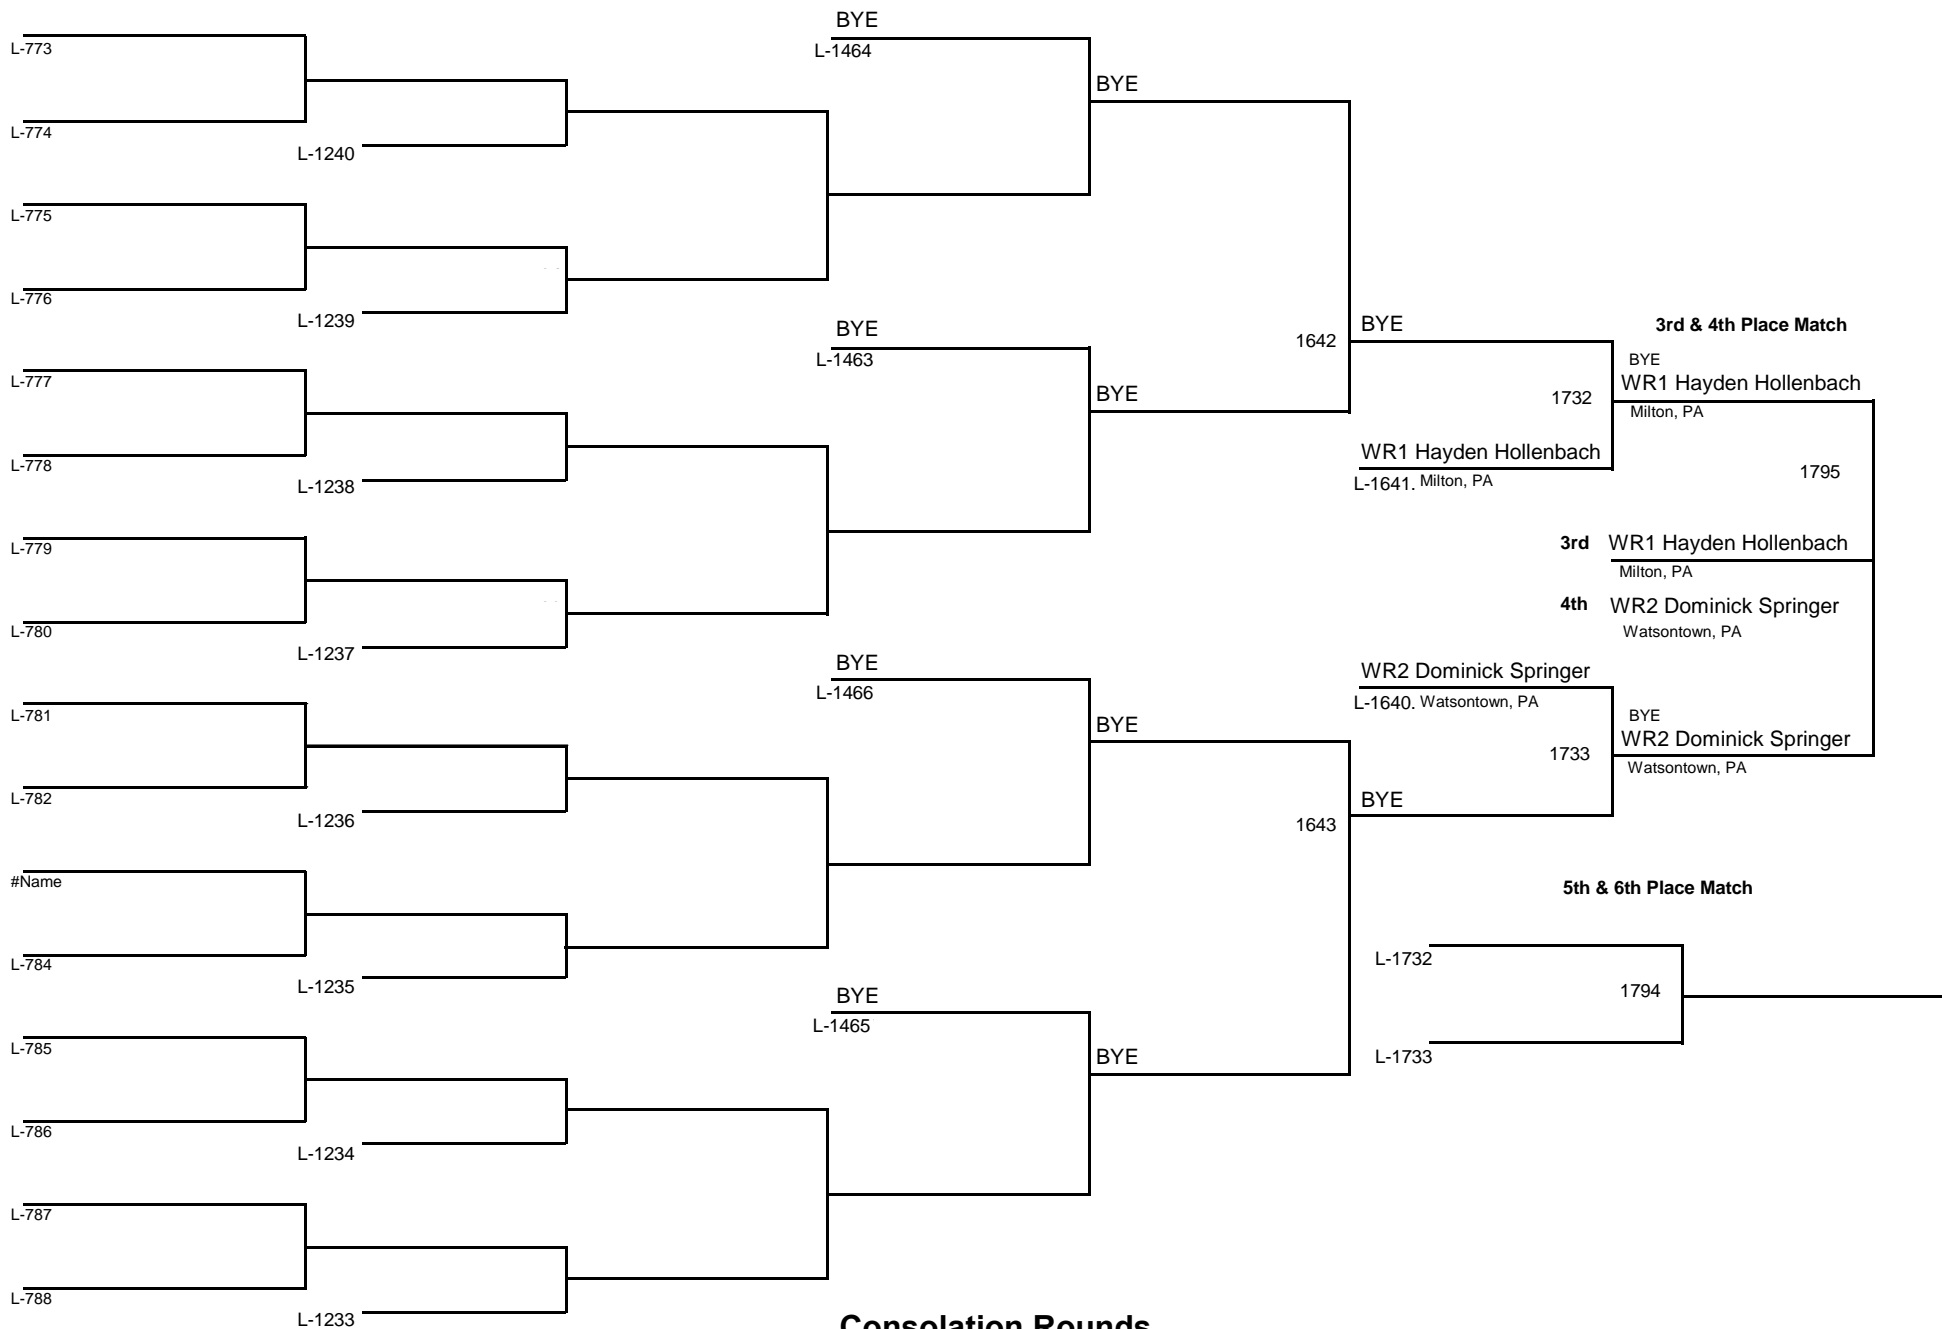 BYE
L-773
L-1464
BYE
L-774
L-1240
L-775
L-776
L-1239
BYE
L-1463
1642
BYE
3rd & 4th Place Match
BYE
L-777
WR1 Hayden Hollenbach
BYE
1732
Milton, PA
WR1 Hayden Hollenbach
L-778
1795
L-1238
L-1641. Milton, PA
L-779
3rd WR1 Hayden Hollenbach
Milton, PA
4th WR2 Dominick Springer
L-780
Watsontown, PA
L-1237
BYE
WR2 Dominick Springer
L-1466
L-1640. Watsontown, PA
L-781
BYE
BYE
WR2 Dominick Springer
1733
Watsontown, PA
L-782
BYE
L-1236
1643
#Name
5th & 6th Place Match
L-784
L-1732
L-1235
1794
BYE
L-1465
L-785
BYE
L-1733
L-786
L-1234
L-787
L-788
L-1233
Consolation Rounds